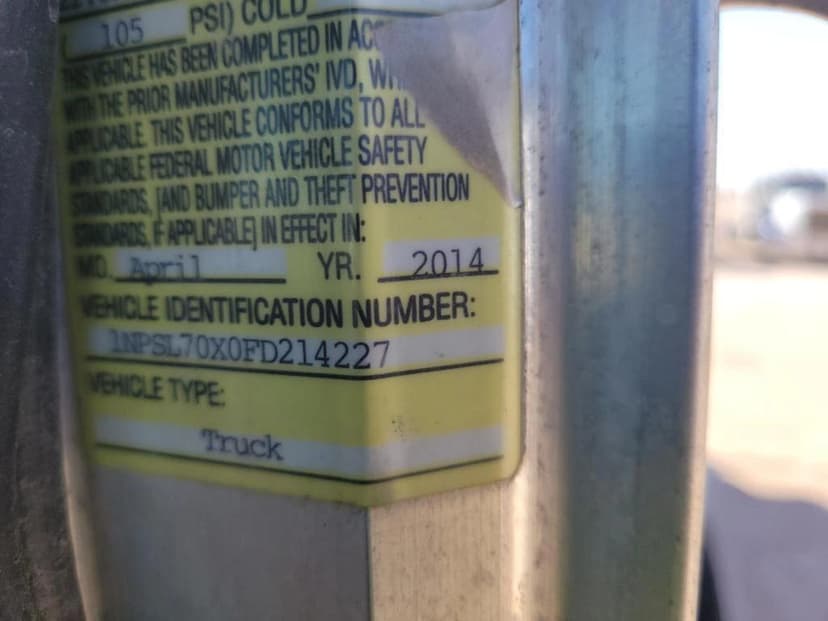 105 PSI) COLD
THIS VEHICLE HAS BEEN COMPLETED IN
WITH THE PRIOR MANUFACTURERS' IVD,
APPLICABLE. THIS VEHICLE CONFORMS TO ALL
APPLICABLE FEDERAL MOTOR VEHICLE SAFETY
STANDARDS, [AND BUMPER AND THEFT PREVENTION
STANDARDS, IF APPLICABLE] IN EFFECT IN:
MO. April YR. 2014
VEHICLE IDENTIFICATION NUMBER:
1NPSL70X0FD214227
VEHICLE TYPE:
Truck